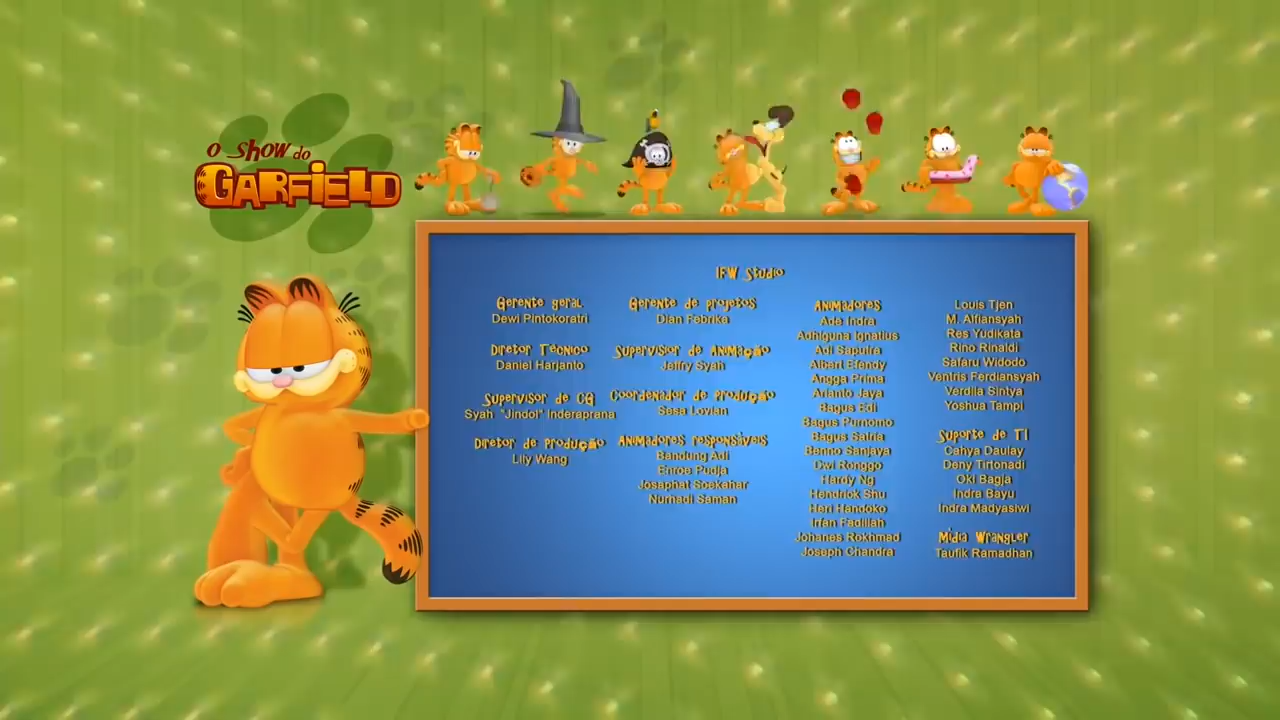 O Show do
GARFIELD
IFW Studio
Gerente geral
Dewi Pintokoratri
Diretor Técnico
Daniel Harjanto
Supervisor de CG
Syah "Jindol" Inderaprana
Diretor de produção
Lily Wang
Gerente de projetos
Dian Febrika
Supervisior de Animação
Jeffry Syah
Coordenador de produção
Sesa Lovian
Animadores responsáveis
Bandung Adi
Enroe Pudja
Josaphat Soekahar
Nurhadi Saman
Animadores
Ade Indra
Adhiguna Ignatius
Adi Saputra
Albert Efendy
Angga Prima
Arianto Jaya
Bagus Edi
Bagus Purnomo
Bagus Satria
Benno Sanjaya
Dwi Ronggo
Hardy Ng
Hendrick Shu
Heri Handoko
Irfan Fadillah
Johanes Rokhmad
Joseph Chandra
Louis Tjen
M. Alfiansyah
Res Yudikata
Rino Rinaldi
Safaru Widodo
Ventris Ferdiansyah
Verdila Sintya
Yoshua Tampi
Suporte de TI
Cahya Daulay
Deny Tirtonadi
Oki Bagja
Indra Bayu
Indra Madyasiwi
Mídia Wrangler
Taufik Ramadhan